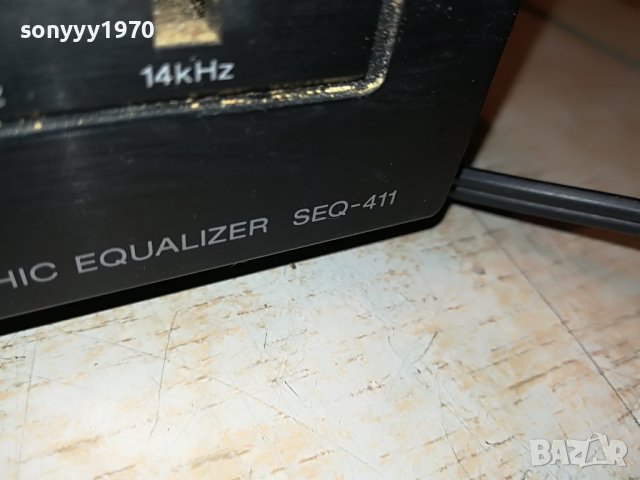 sonyyy1970
14kHz
HIC EQUALIZER SEQ-411
BAZAR